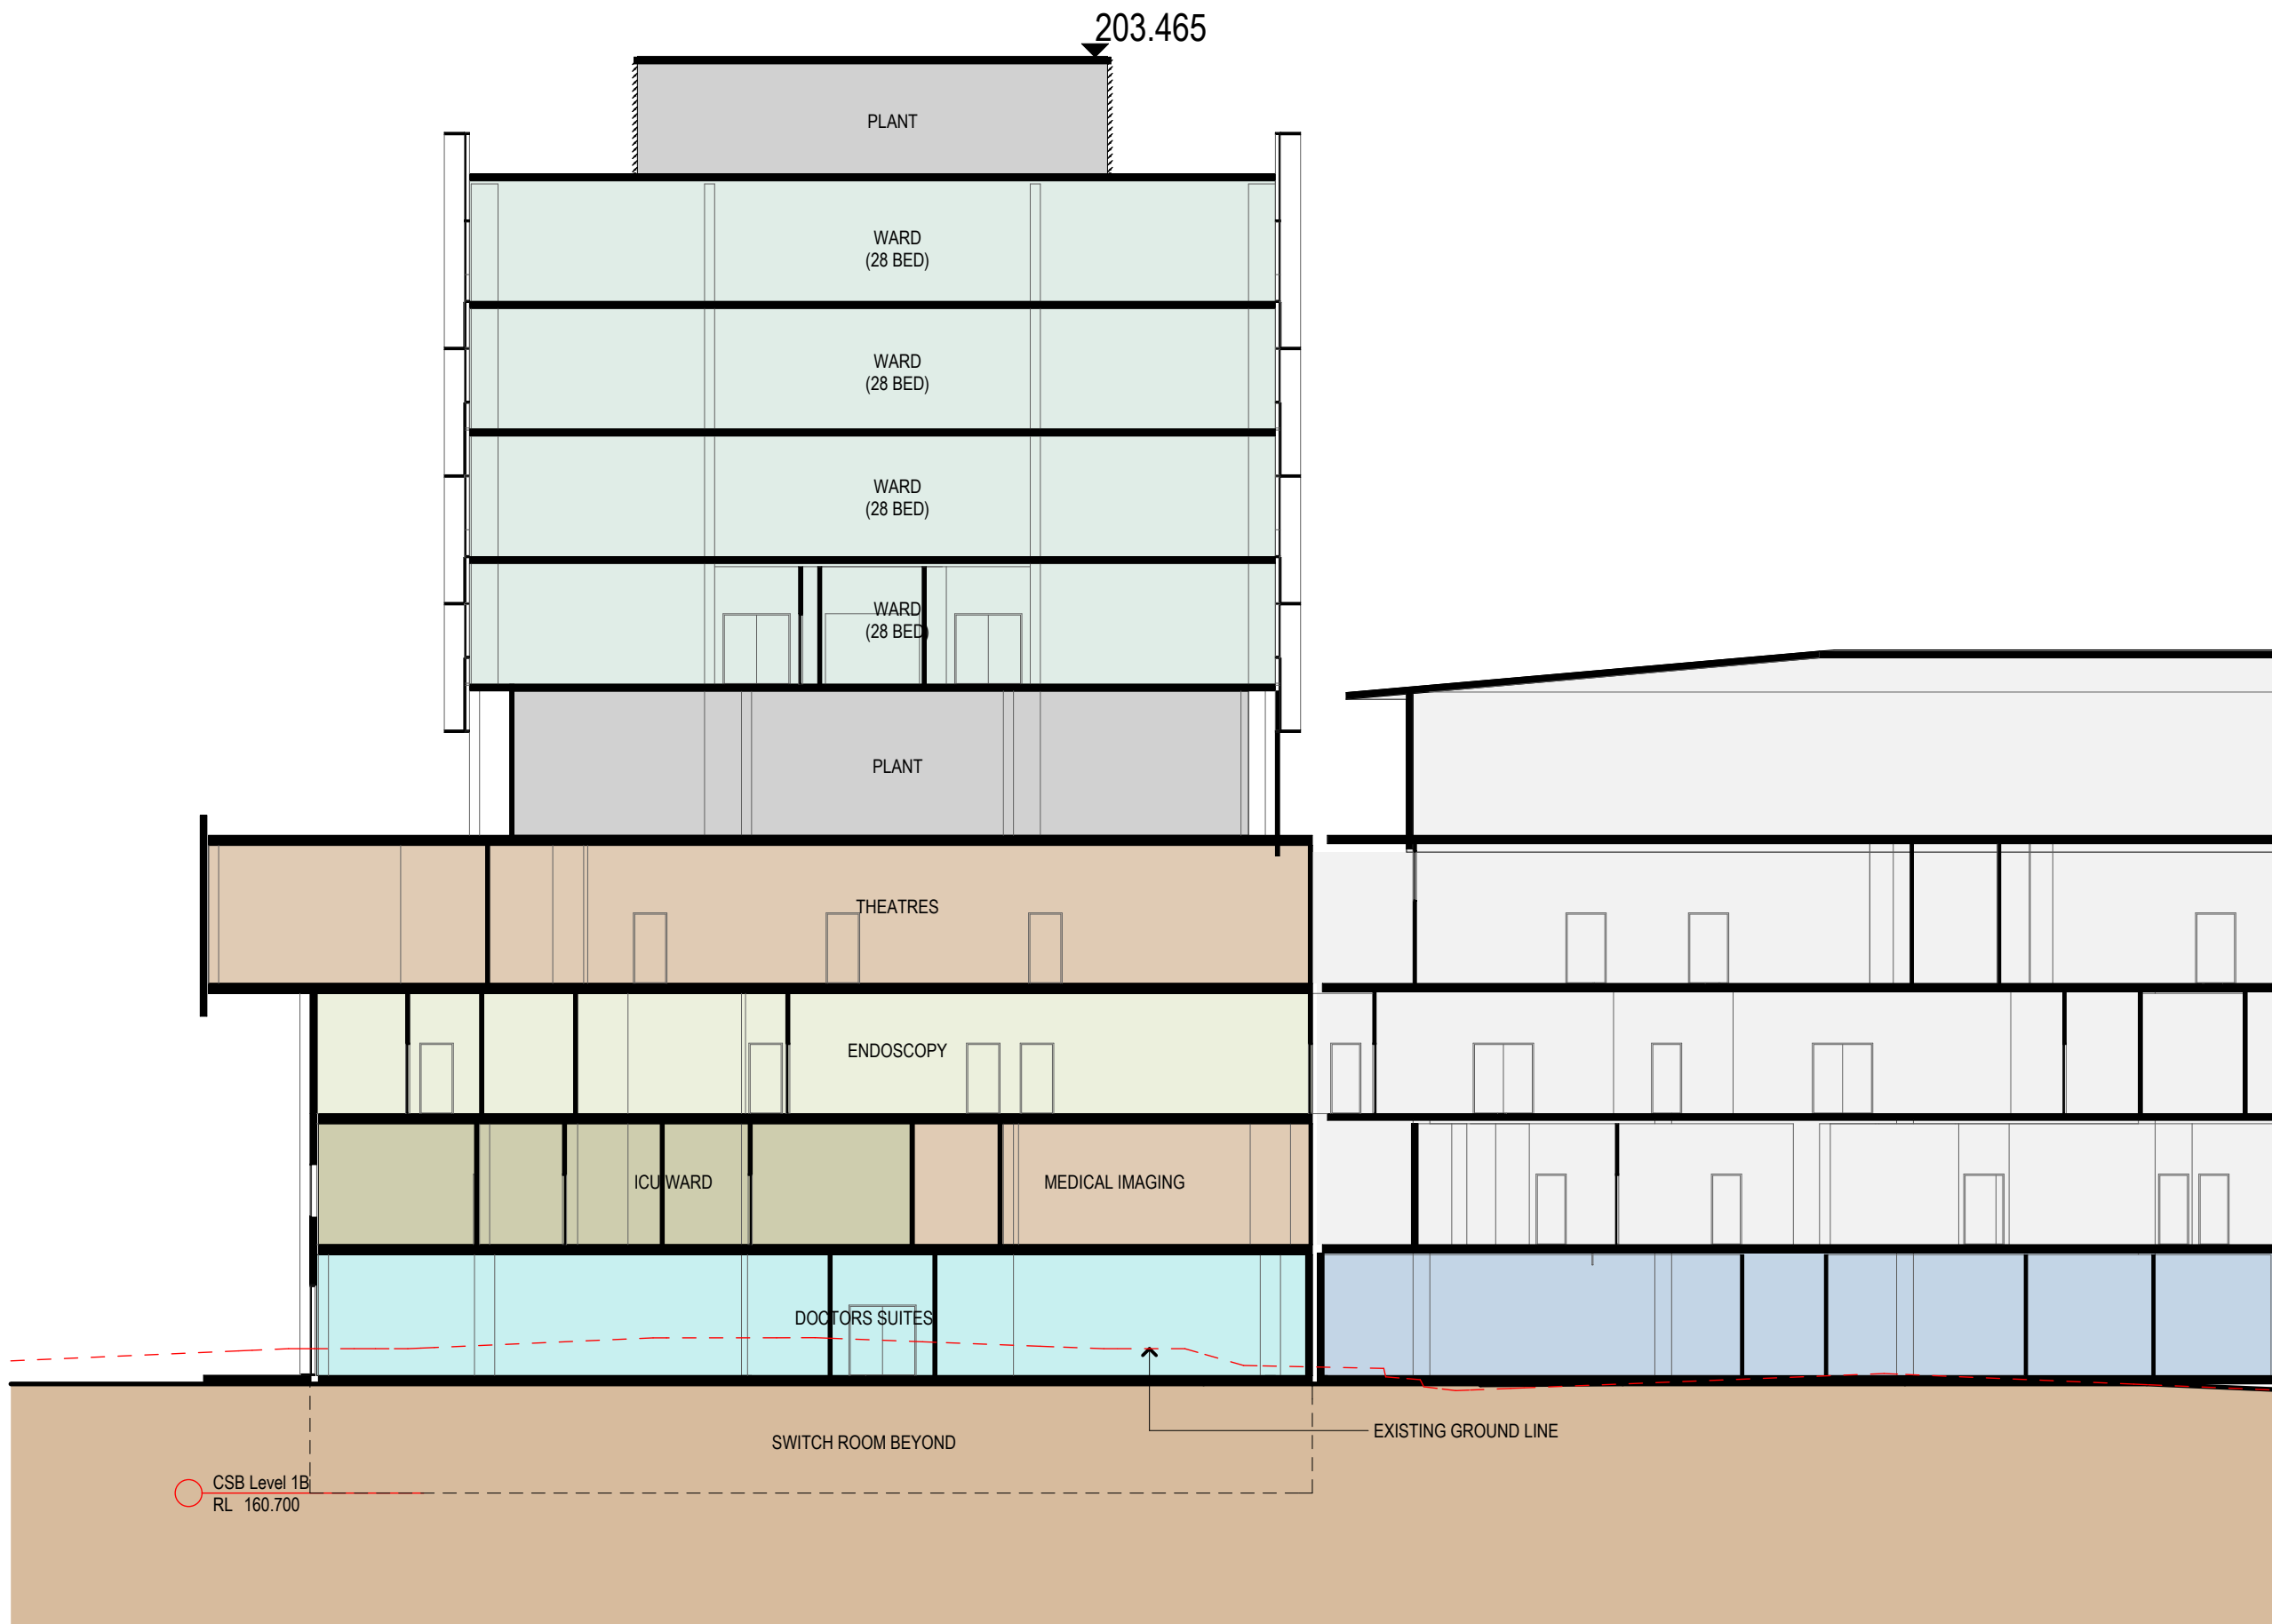 203.465
PLANT
WARD
(28 BED)
WARD
(28 BED)
WARD
(28 BED)
WARD
(28 BED)
PLANT
THEATRES
ENDOSCOPY
ICU WARD
MEDICAL IMAGING
DOCTORS SUITES
EXISTING GROUND LINE
SWITCH ROOM BEYOND
CSB Level 1B
RL 160.700